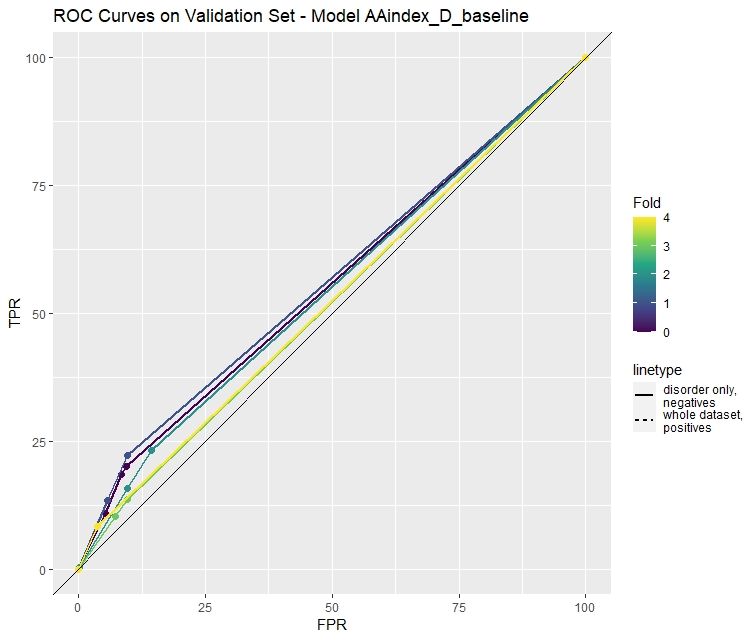 ROC Curves on Validation Set - Model AAindex_D_baseline
100
75
50
25
0
TPR
0
25
50
75
100
FPR
Fold
4
3
2
1
0
linetype
disorder only,
negatives
whole dataset,
positives